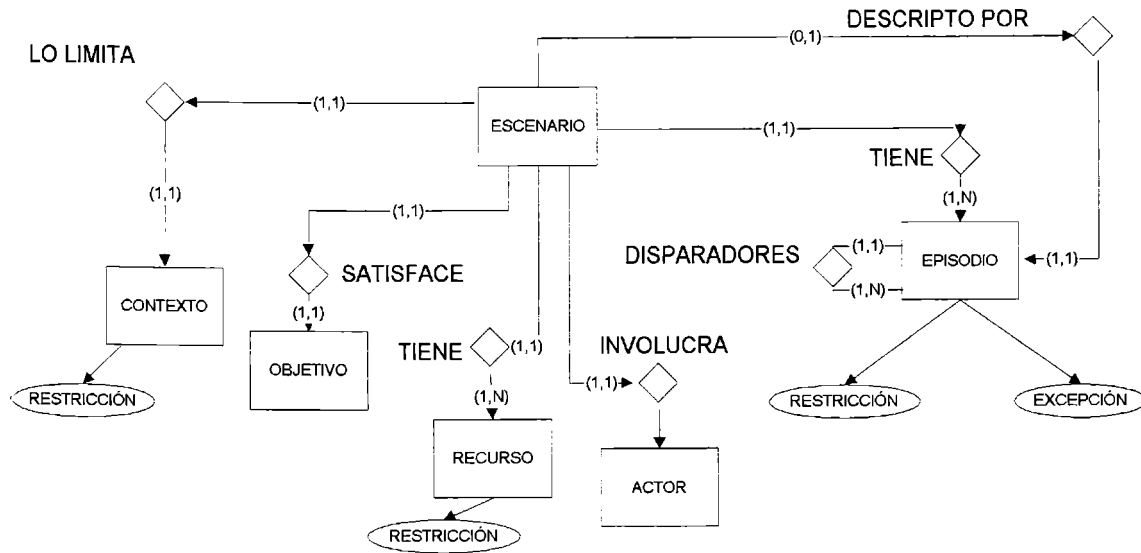 DESCRIPTO POR
(0,1)
LO LIMITA
(1,1)
ESCENARIO
(1,1)
TIENE
(1,1)
(1,N)
(1,1)
DISPARADORES
(1,1)
EPISODIO
(1,1)
(1,N)
SATISFACE
CONTEXTO
(1,1)
TIENE
(1,1)
INVOLUCRA
OBJETIVO
(1,1)
RESTRICCIÓN
(1,N)
RESTRICCIÓN
EXCEPCIÓN
RECURSO
ACTOR
RESTRICCIÓN